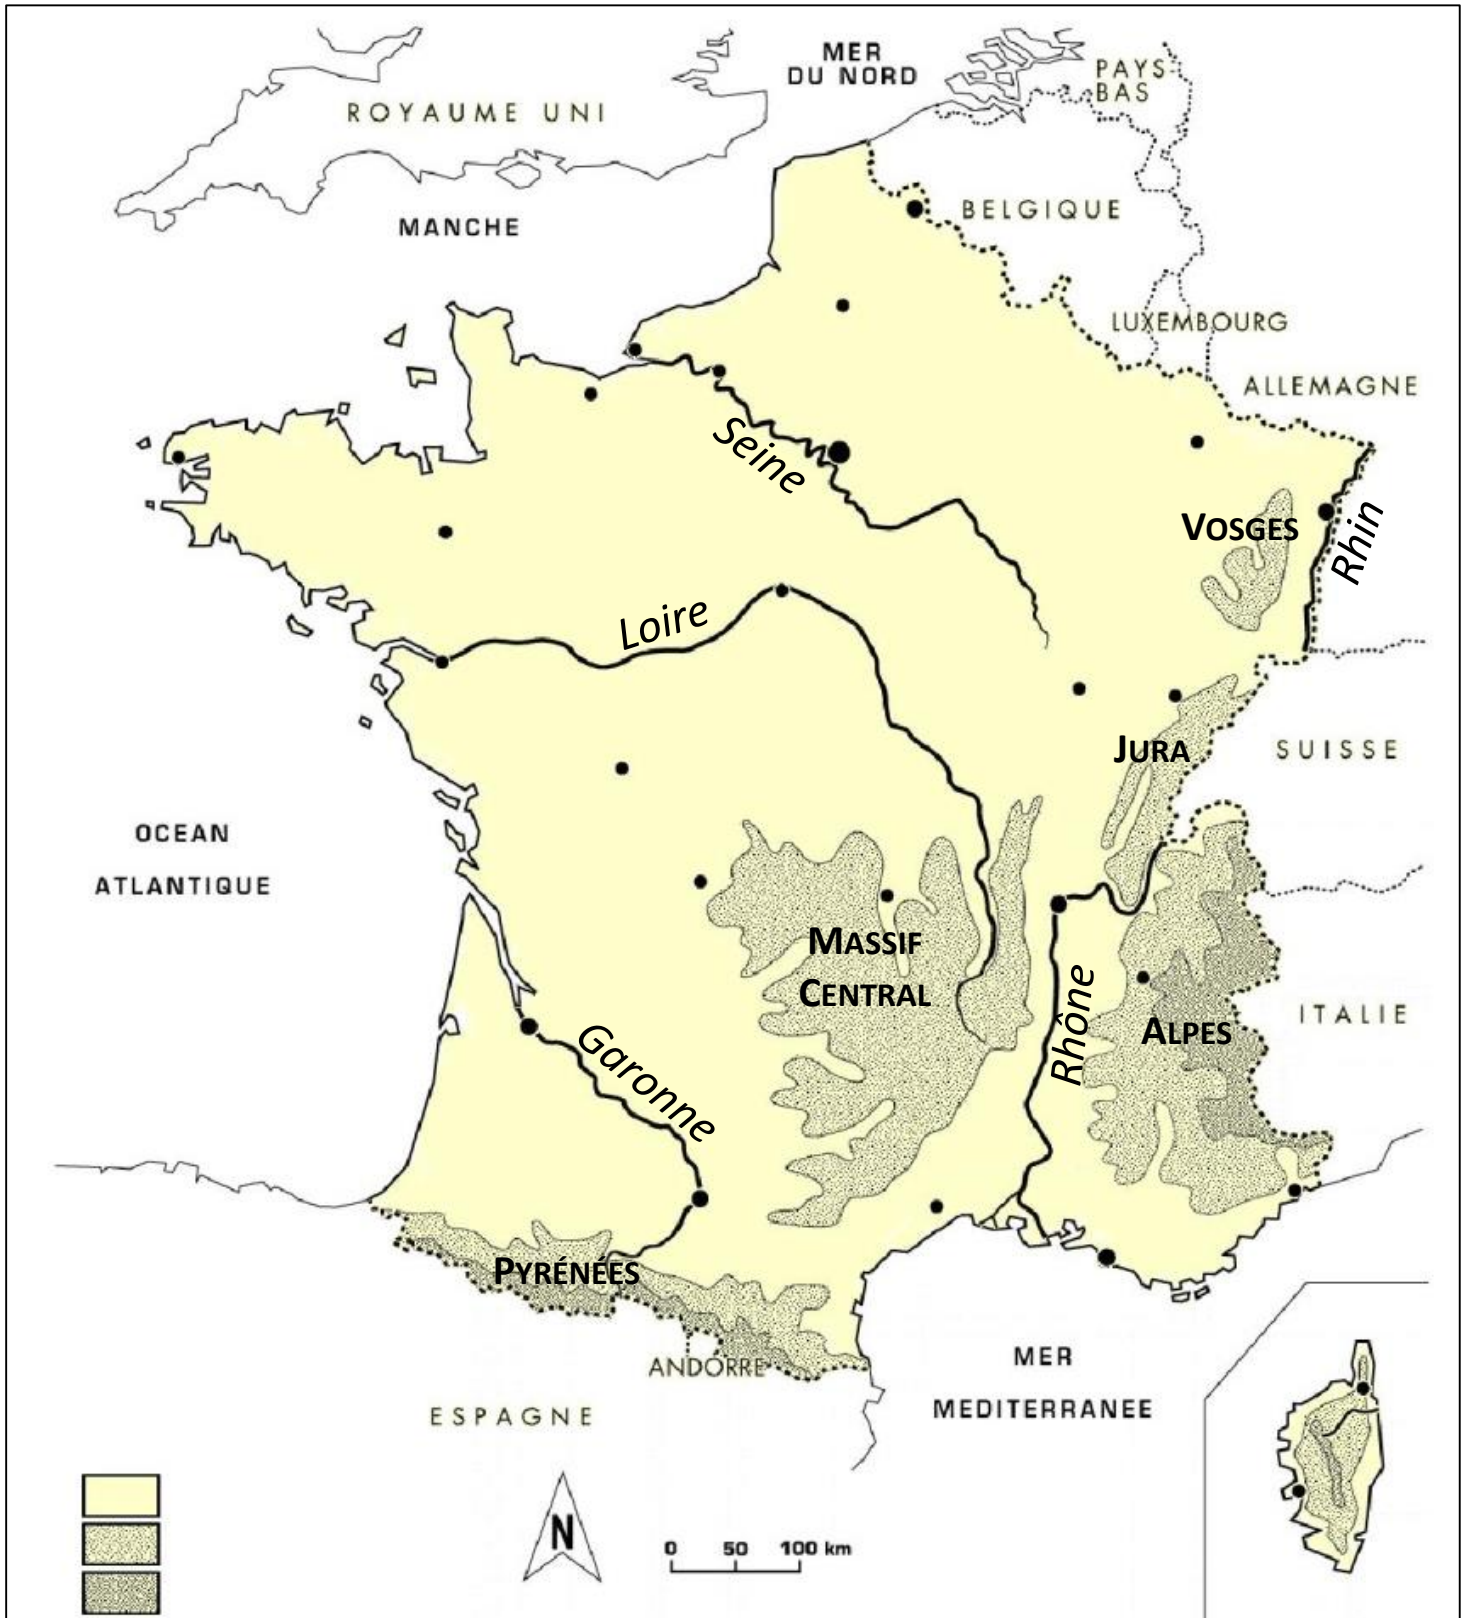 MER
DU NORD
PAYS-
BAS
ROYAUME UNI
BELGIQUE
MANCHE
LUXEMBOURG
ALLEMAGNE
Seine
VOSGES
Rhin
Loire
JURA
SUISSE
OCEAN
ATLANTIQUE
MASSIF
CENTRAL
Rhône
ALPES
ITALIE
Garonne
PYRÉNÉES
ANDORRE
MER
MEDITERRANEE
ESPAGNE
N
0 50 100 km